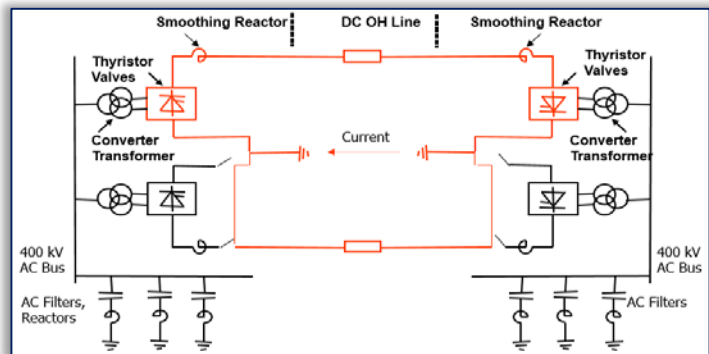 Smoothing Reactor
DC OH Line
Smoothing Reactor
Thyristor
Valves
Thyristor
Valves
Converter
Transformer
Current
Converter
Transformer
400 kV
AC Bus
400 kV
AC Bus
AC Filters,
Reactors
AC Filters